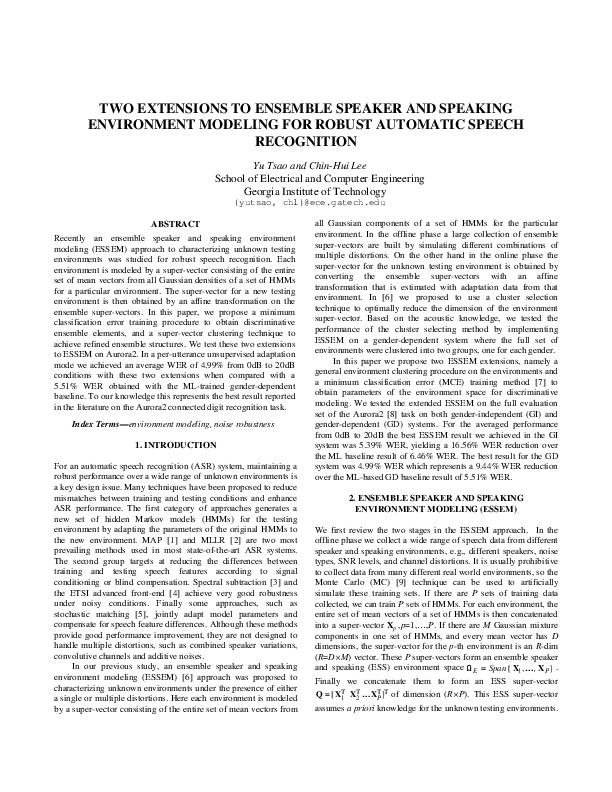 TWO EXTENSIONS TO ENSEMBLE SPEAKER AND SPEAKING
ENVIRONMENT MODELING FOR ROBUST AUTOMATIC SPEECH
RECOGNITION
Yu Tsao and Chin-Hui Lee
School of Electrical and Computer Engineering
Georgia Institute of Technology
{yutsao, chl}@ece.gatech.edu
ABSTRACT
Recently an ensemble speaker and speaking environment
modeling (ESSEM) approach to characterizing unknown testing
environments was studied for robust speech recognition. Each
environment is modeled by a super-vector consisting of the entire
set of mean vectors from all Gaussian densities of a set of HMMs
for a particular environment. The super-vector for a new testing
environment is then obtained by an affine transformation on the
ensemble super-vectors. In this paper, we propose a minimum
classification error training procedure to obtain discriminative
ensemble elements, and a super-vector clustering technique to
achieve refined ensemble structures. We test these two extensions
to ESSEM on Aurora2. In a per-utterance unsupervised adaptation
mode we achieved an average WER of 4.99% from 0dB to 20dB
conditions with these two extensions when compared with a
5.51% WER obtained with the ML-trained gender-dependent
baseline. To our knowledge this represents the best result reported
in the literature on the Aurora2 connected digit recognition task.
Index Terms—environment modeling, noise robustness
1. INTRODUCTION
For an automatic speech recognition (ASR) system, maintaining a
robust performance over a wide range of unknown environments is
a key design issue. Many techniques have been proposed to reduce
mismatches between training and testing conditions and enhance
ASR performance. The first category of approaches generates a
new set of hidden Markov models (HMMs) for the testing
environment by adapting the parameters of the original HMMs to
the new environment. MAP [1] and MLLR [2] are two most
prevailing methods used in most state-of-the-art ASR systems.
The second group targets at reducing the differences between
training and testing speech features according to signal
conditioning or blind compensation. Spectral subtraction [3] and
the ETSI advanced front-end [4] achieve very good robustness
under noisy conditions. Finally some approaches, such as
stochastic matching [5], jointly adapt model parameters and
compensate for speech feature differences. Although these methods
provide good performance improvement, they are not designed to
handle multiple distortions, such as combined speaker variations,
convolutive channels and additive noises.
In our previous study, an ensemble speaker and speaking
environment modeling (ESSEM) [6] approach was proposed to
characterizing unknown environments under the presence of either
a single or multiple distortions. Here each environment is modeled
by a super-vector consisting of the entire set of mean vectors from
all Gaussian components of a set of HMMs for the particular
environment. In the offline phase a large collection of ensemble
super-vectors are built by simulating different combinations of
multiple distortions. On the other hand in the online phase the
super-vector for the unknown testing environment is obtained by
converting the ensemble super-vectors with an affine
transformation that is estimated with adaptation data from that
environment. In [6] we proposed to use a cluster selection
technique to optimally reduce the dimension of the environment
super-vector. Based on the acoustic knowledge, we tested the
performance of the cluster selecting method by implementing
ESSEM on a gender-dependent system where the full set of
environments were clustered into two groups, one for each gender.
In this paper we propose two ESSEM extensions, namely a
general environment clustering procedure on the environments and
a minimum classification error (MCE) training method [7] to
obtain parameters of the environment space for discriminative
modeling. We tested the extended ESSEM on the full evaluation
set of the Aurora2 [8] task on both gender-independent (GI) and
gender-dependent (GD) systems. For the averaged performance
from 0dB to 20dB the best ESSEM result we achieved in the GI
system was 5.39% WER, yielding a 16.56% WER reduction over
the ML baseline result of 6.46% WER. The best result for the GD
system was 4.99% WER which represents a 9.44% WER reduction
over the ML-based GD baseline result of 5.51% WER.
2. ENSEMBLE SPEAKER AND SPEAKING
ENVIRONMENT MODELING (ESSEM)
We first review the two stages in the ESSEM approach. In the
offline phase we collect a wide range of speech data from different
speaker and speaking environments, e.g., different speakers, noise
types, SNR levels, and channel distortions. It is usually prohibitive
to collect data from many different real world environments, so the
Monte Carlo (MC) [9] technique can be used to artificially
simulate these training sets. If there are P sets of training data
collected, we can train P sets of HMMs. For each environment, the
entire set of mean vectors of a set of HMMs is then concatenated
into a super-vector Xp, p=1,…,P. If there are M Gaussian mixture
components in one set of HMMs, and every mean vector has D
dimensions, the super-vector for the p-th environment is an R-dim
(R=D×M) vector. These P super-vectors form an ensemble speaker
and speaking (ESS) environment space ΩE = Span{ X1,…, XP} .
Finally we concatenate them to form an ESS super-vector
Q =[X1T X2T …XPT]T of dimension (R×P). This ESS super-vector
assumes a priori knowledge for the unknown testing environments.